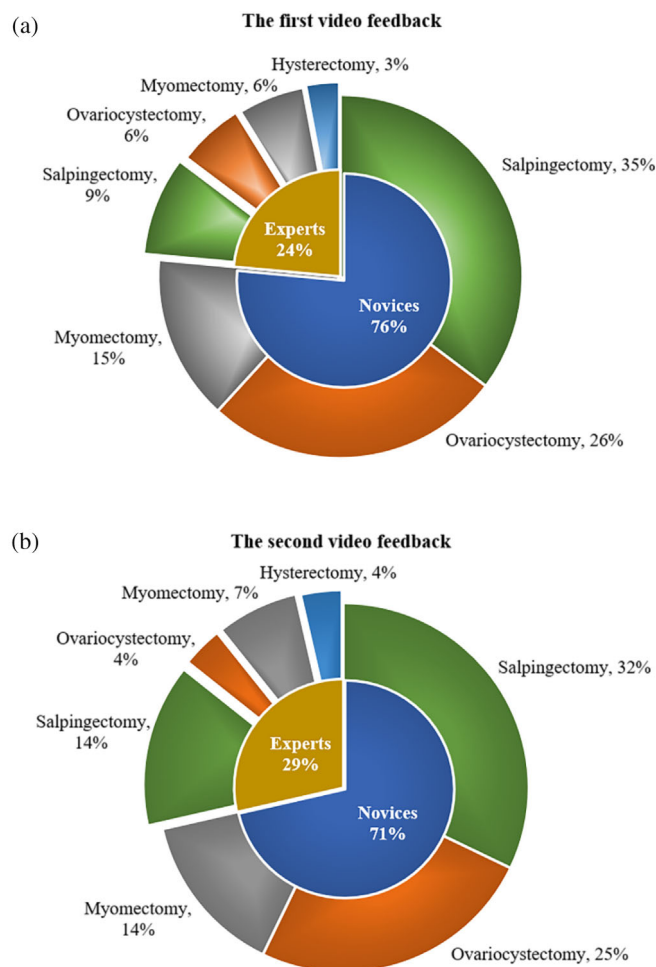 (a)
The first video feedback
Hysterectomy, 3%
Myomectomy, 6%
Ovariocystectomy,
6%
Salpingectomy,
9%
Salpingectomy, 35%
Experts
24%
Novices
76%
Myomectomy,
15%
Ovariocystectomy, 26%
(b)
The second video feedback
Hysterectomy, 4%
Myomectomy, 7%
Ovariocystectomy,
4%
Salpingectomy,
14%
Salpingectomy, 32%
Experts
29%
Novices
71%
Myomectomy,
14%
Ovariocystectomy, 25%